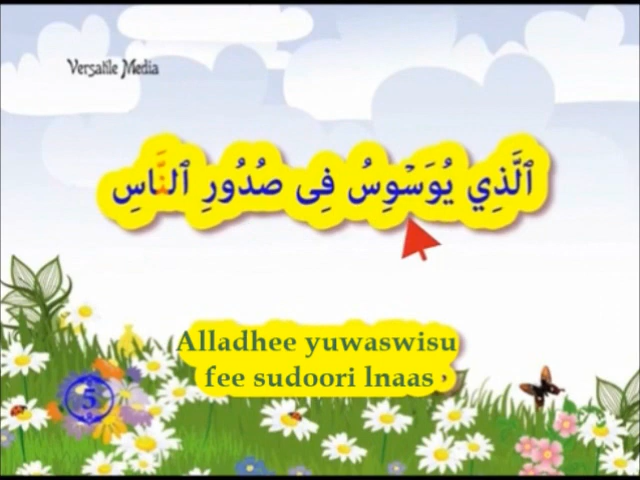 Versatile Media
ٱلَّذِي يُوَسْوِسُ فِى صُدُورِ ٱلنَّاسِ
Alladhee yuwaswisu
fee sudoori lnaas
5